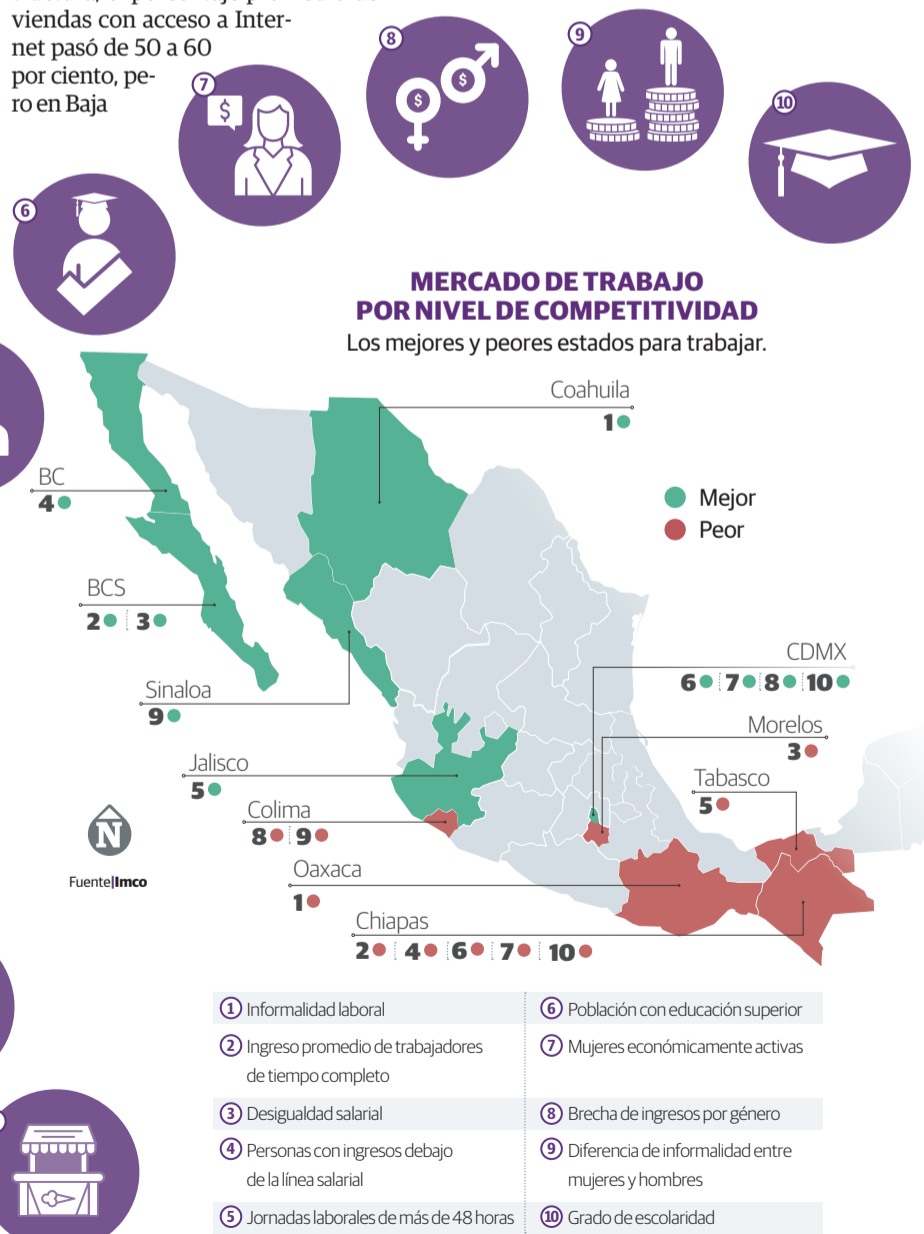 viendas con acceso a Inter-
net pasó de 50 a 60
por ciento, pe-
ro en Baja
6
7
$
8
$
$
9
10
MERCADO DE TRABAJO
POR NIVEL DE COMPETITIVIDAD
Los mejores y peores estados para trabajar.
Coahuila
1
Mejor
Peor
BC
4
BCS
2 3
Sinaloa
9
Jalisco
5
Colima
8 9
Oaxaca
1
Chiapas
2 4 6 7 10
CDMX
6 7 8 10
Morelos
3
Tabasco
5
N
Fuente|Imco
1 Informalidad laboral
2 Ingreso promedio de trabajadores
de tiempo completo
3 Desigualdad salarial
4 Personas con ingresos debajo
de la línea salarial
5 Jornadas laborales de más de 48 horas
6 Población con educación superior
7 Mujeres económicamente activas
8 Brecha de ingresos por género
9 Diferencia de informalidad entre
mujeres y hombres
10 Grado de escolaridad